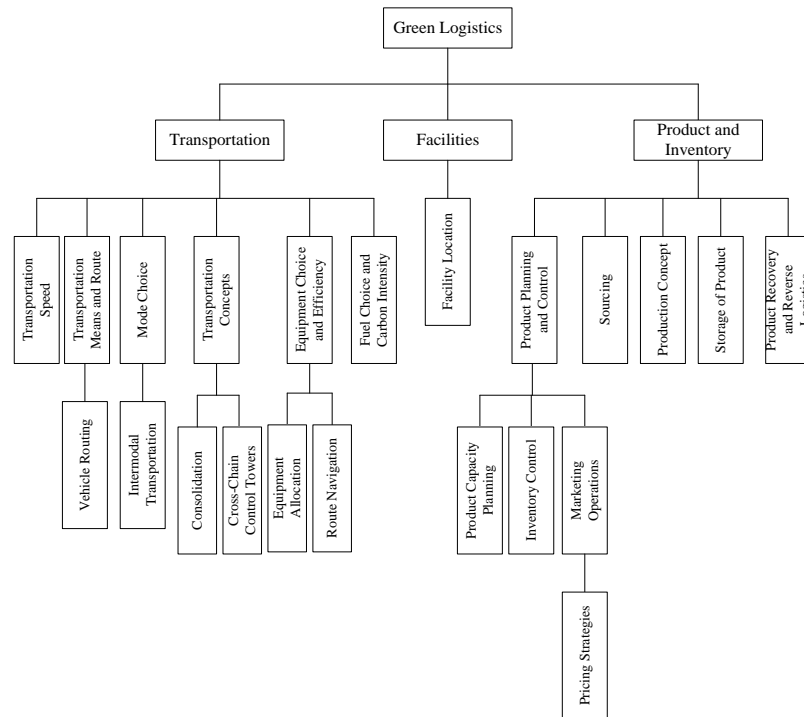 Green Logistics
Transportation
Facilities
Product and
Inventory
Transportation
Speed
Transportation
Means and Route
Mode Choice
Transportation
Concepts
Equipment Choice
and Efficiency
Fuel Choice and
Carbon Intensity
Facility Location
Product Planning
and Control
Sourcing
Production Concept
Storage of Product
Product Recovery
and Reverse
Logistics
Vehicle Routing
Intermodal
Transportation
Consolidation
Cross-Chain
Control Towers
Equipment
Allocation
Route Navigation
Product Capacity
Planning
Inventory Control
Marketing
Operations
Pricing Strategies